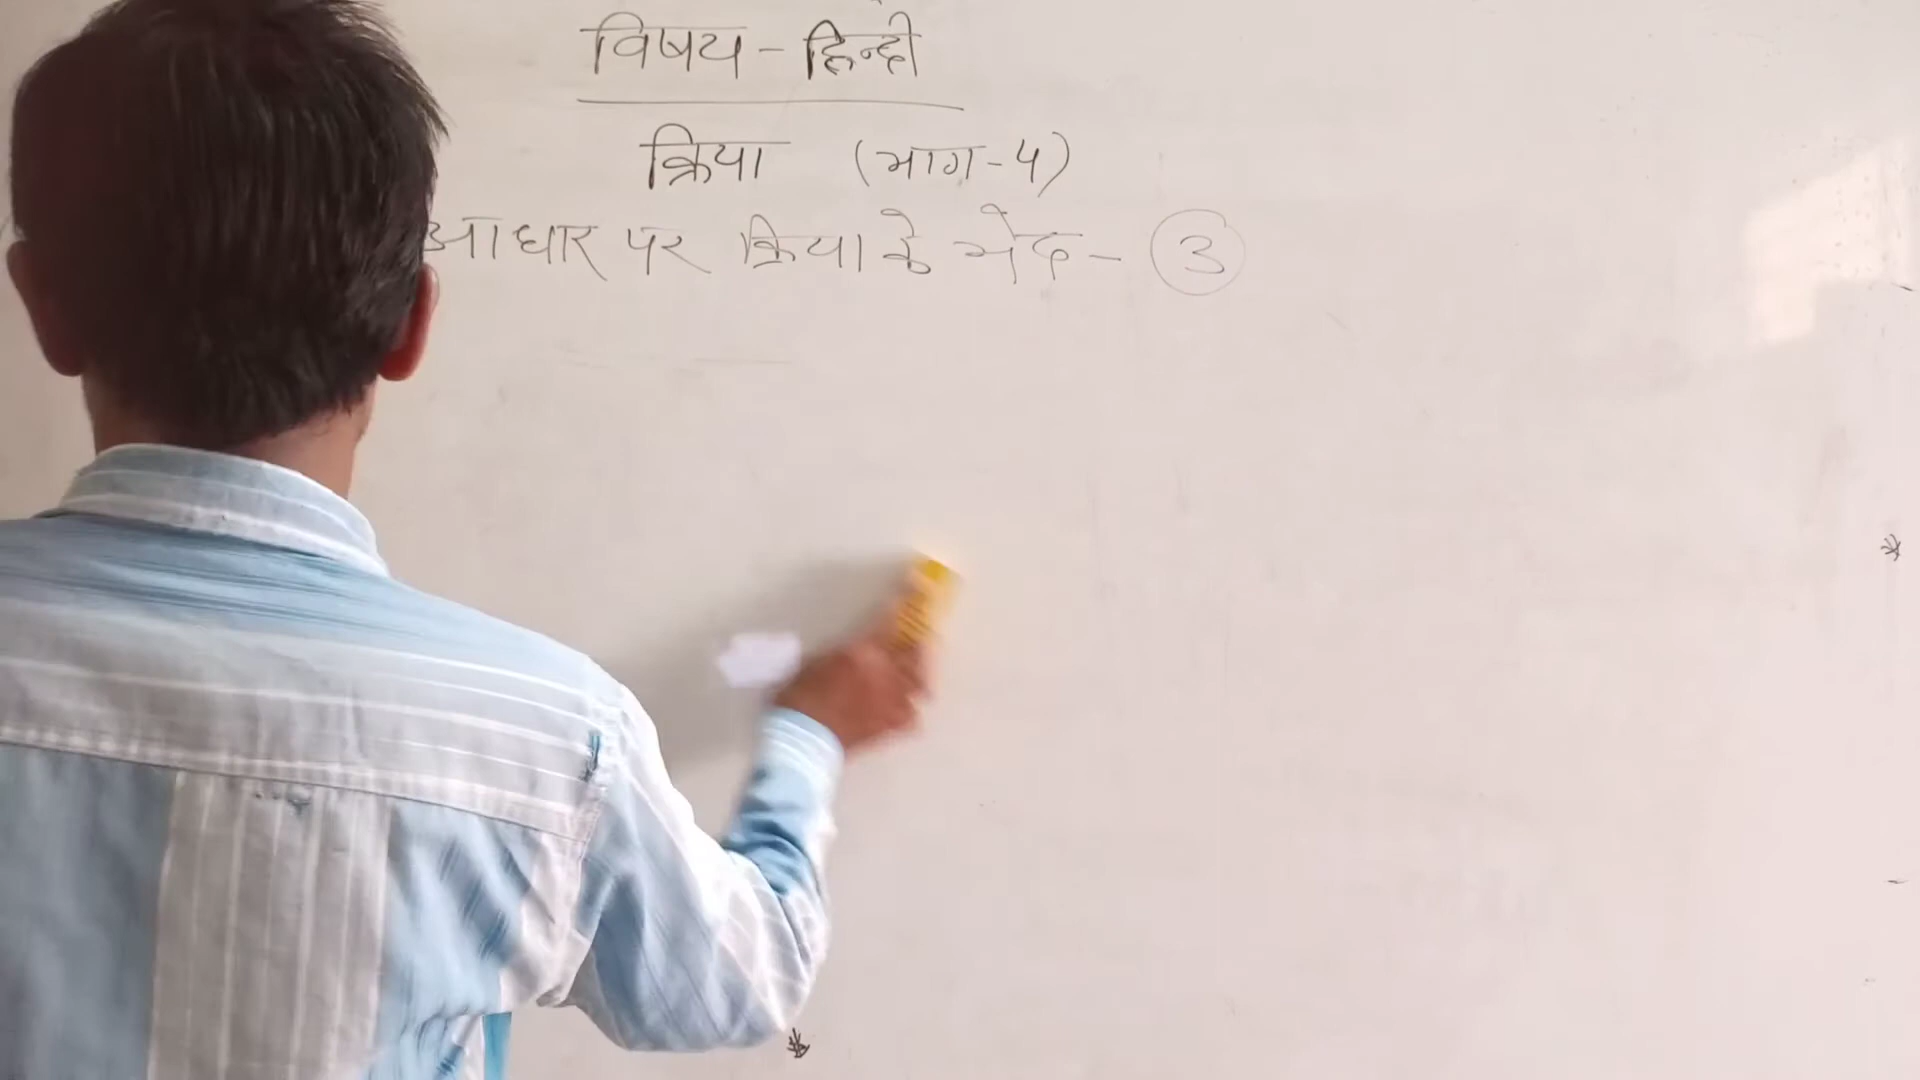 विषय - हिन्दी
क्रिया (भाग-4)
आधार पर क्रिया के भेद - 3